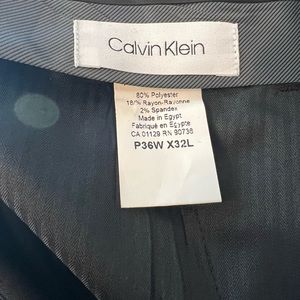 Calvin Klein
80% Polyester
18% Rayon-Rayonne
2% Spandex
Made in Egypt
Fabriqué en Egypte
CA 01129 RN 90738
P36W X32L